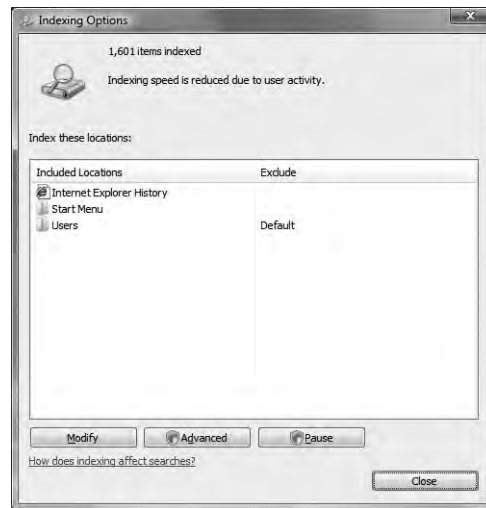 Indexing Options
1,601 items indexed
Indexing speed is reduced due to user activity.
Index these locations:
Included Locations Exclude
Internet Explorer History
Start Menu
Users Default
Modify Advanced Pause
How does indexing affect searches?
Close